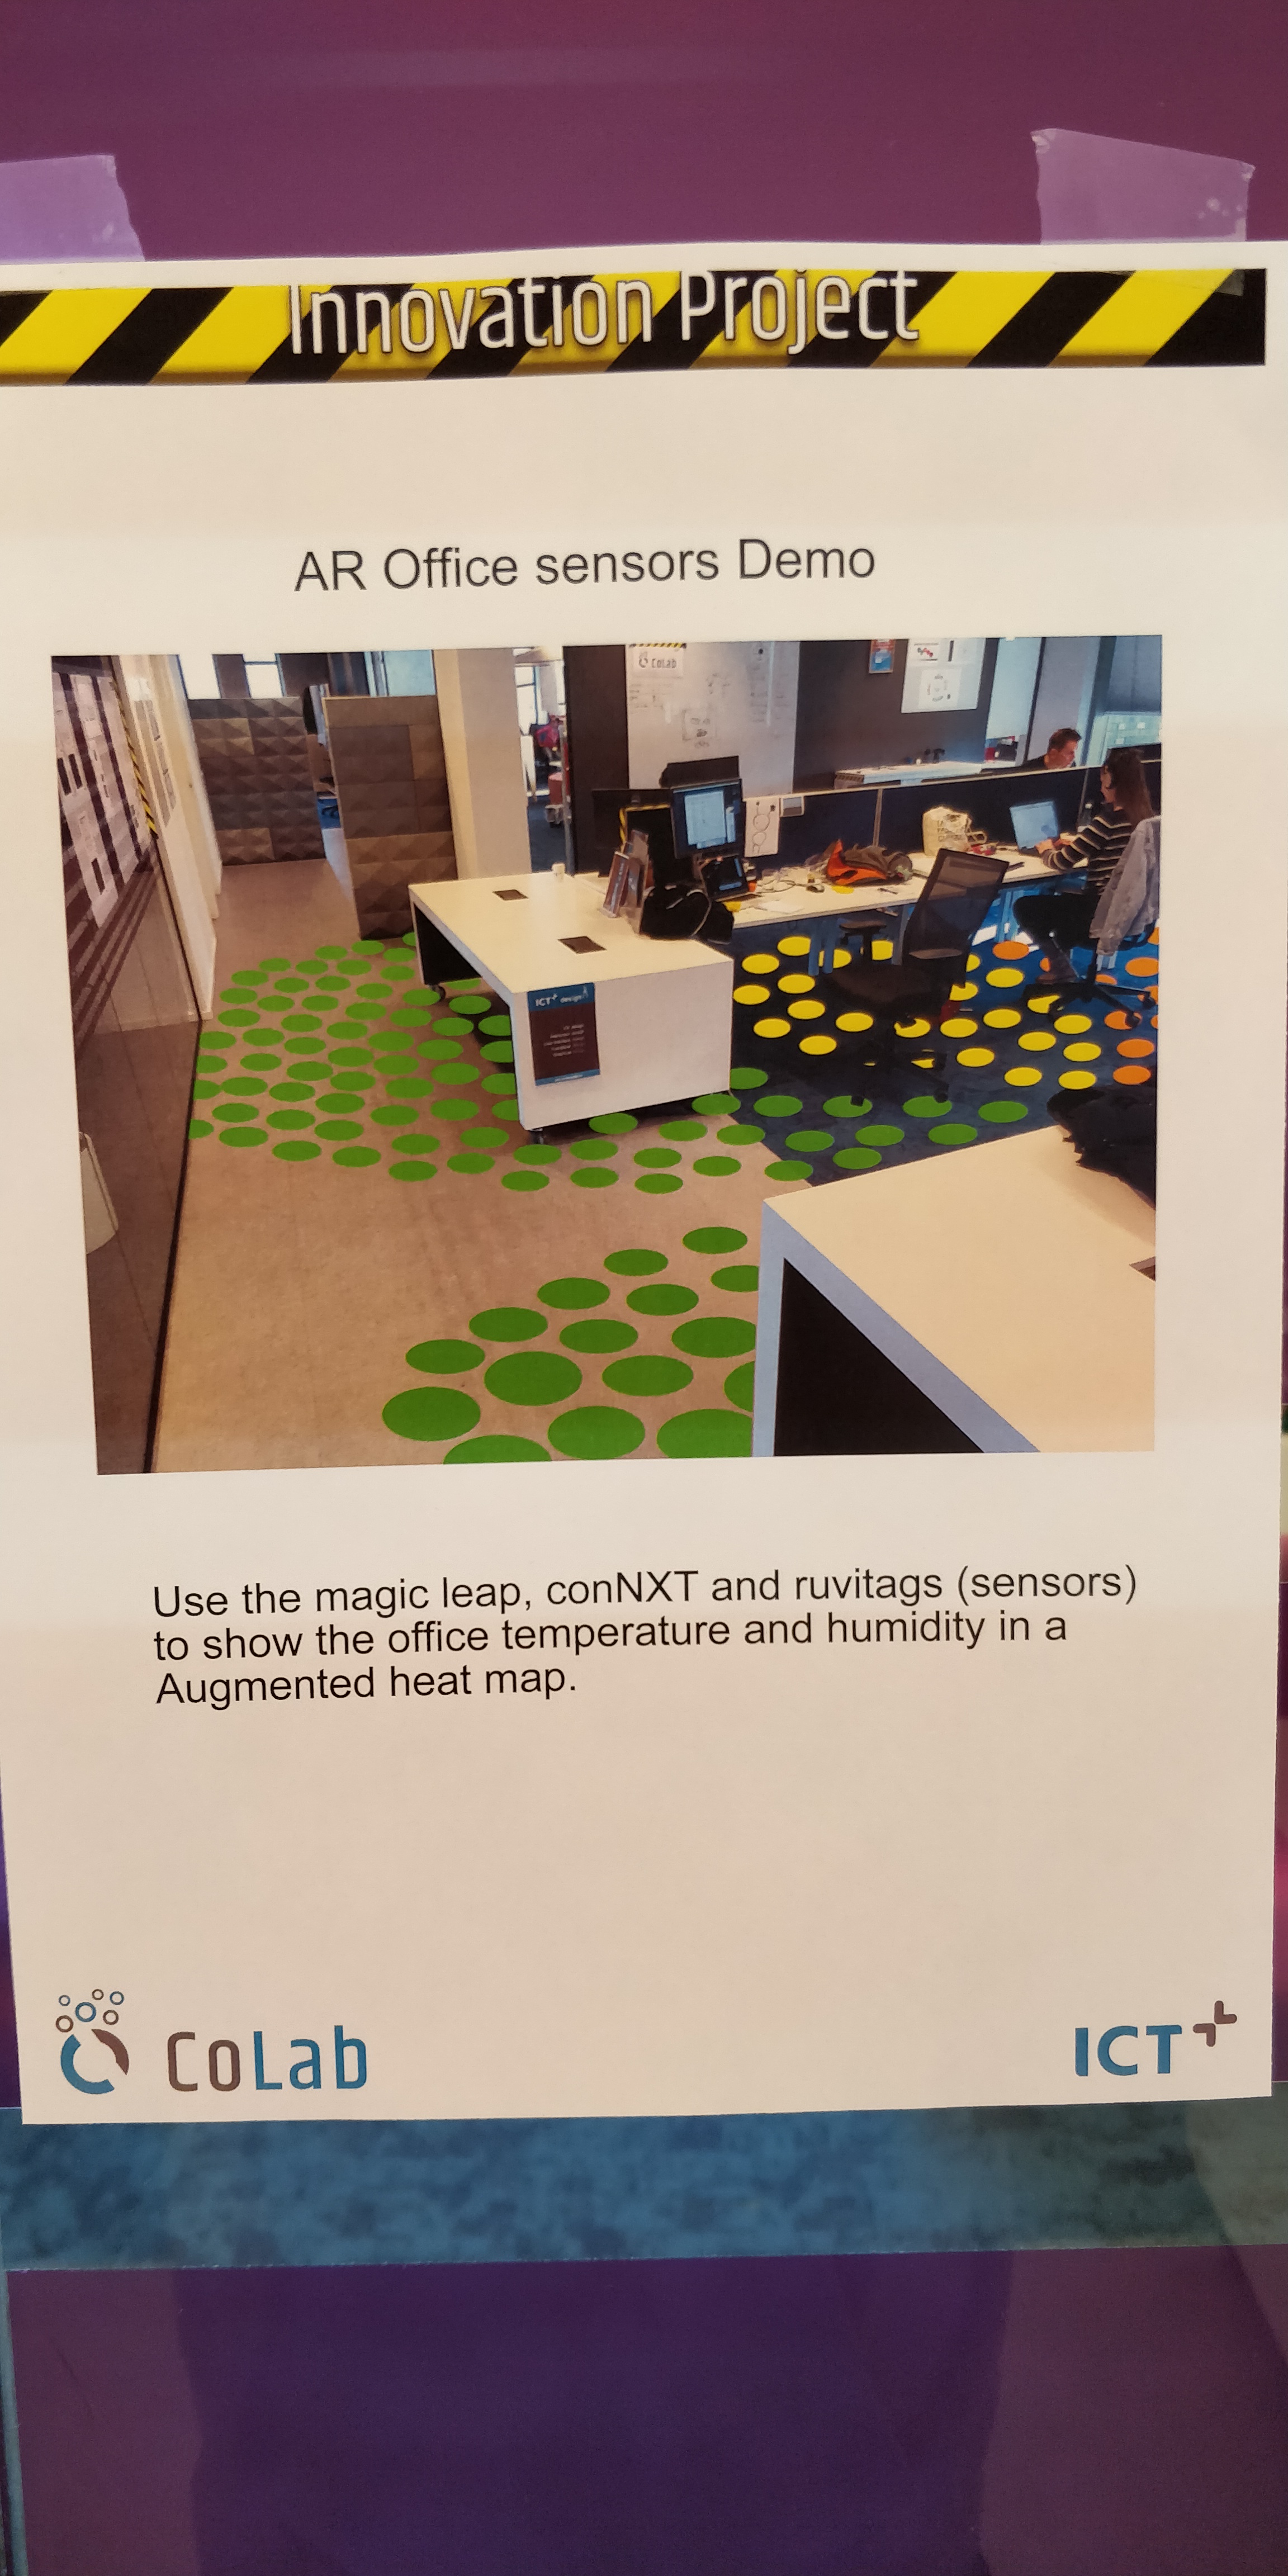 Innovation Project
AR Office sensors Demo
CoLab
ICT
design
Use the magic leap, conNXT and ruvitags (sensors)
to show the office temperature and humidity in a
Augmented heat map.
CoLab
ICT